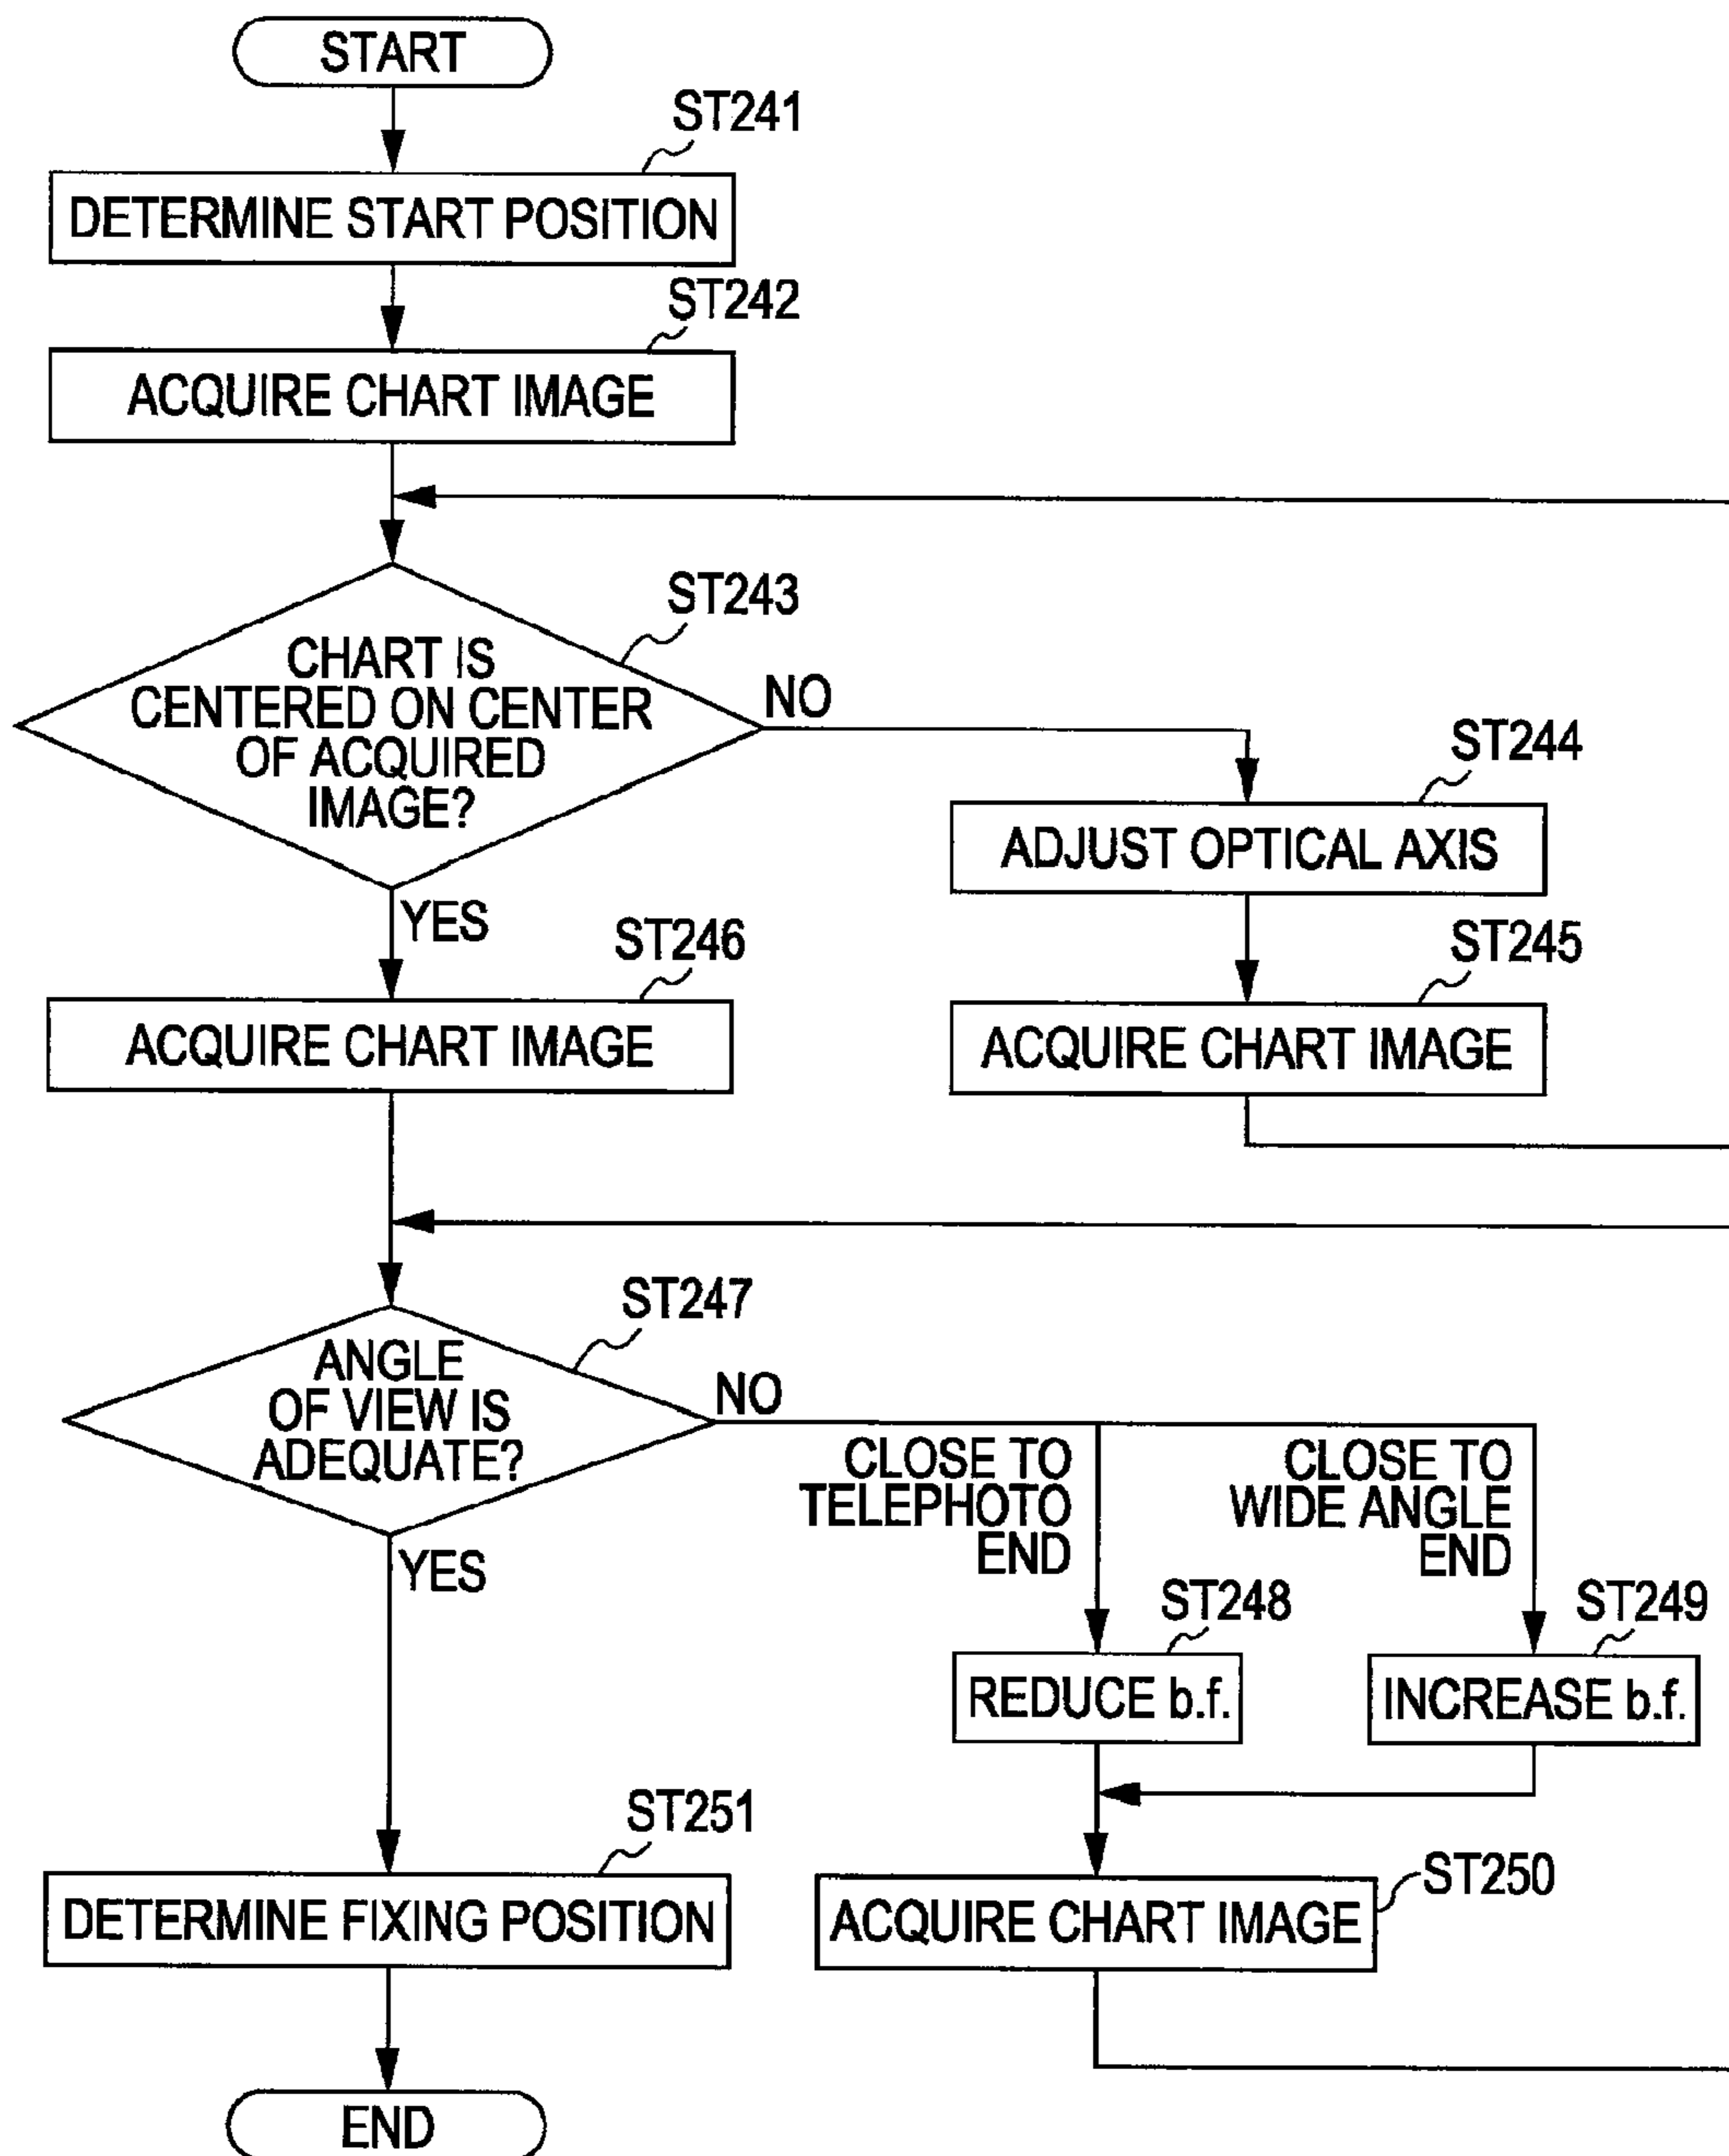 START
ST241
DETERMINE START POSITION
ST242
ACQUIRE CHART IMAGE
ST243
CHART IS
CENTERED ON CENTER
OF ACQUIRED
IMAGE?
NO
YES
ST244
ADJUST OPTICAL AXIS
ST245
ACQUIRE CHART IMAGE
ST246
ACQUIRE CHART IMAGE
ST247
ANGLE
OF VIEW IS
ADEQUATE?
NO
YES
CLOSE TO
TELEPHOTO
END
CLOSE TO
WIDE ANGLE
END
ST248
REDUCE b.f.
ST249
INCREASE b.f.
ST250
ACQUIRE CHART IMAGE
ST251
DETERMINE FIXING POSITION
END